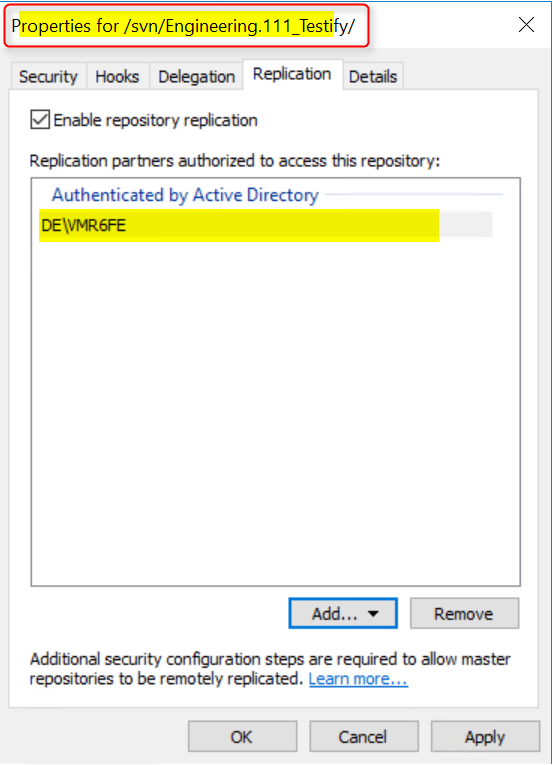 Properties for /svn/Engineering.111_Testify/
Security Hooks Delegation Replication Details
Enable repository replication
Replication partners authorized to access this repository:
Authenticated by Active Directory
DE\VMR6FE
Add... Remove
Additional security configuration steps are required to allow master
repositories to be remotely replicated. Learn more...
OK Cancel Apply